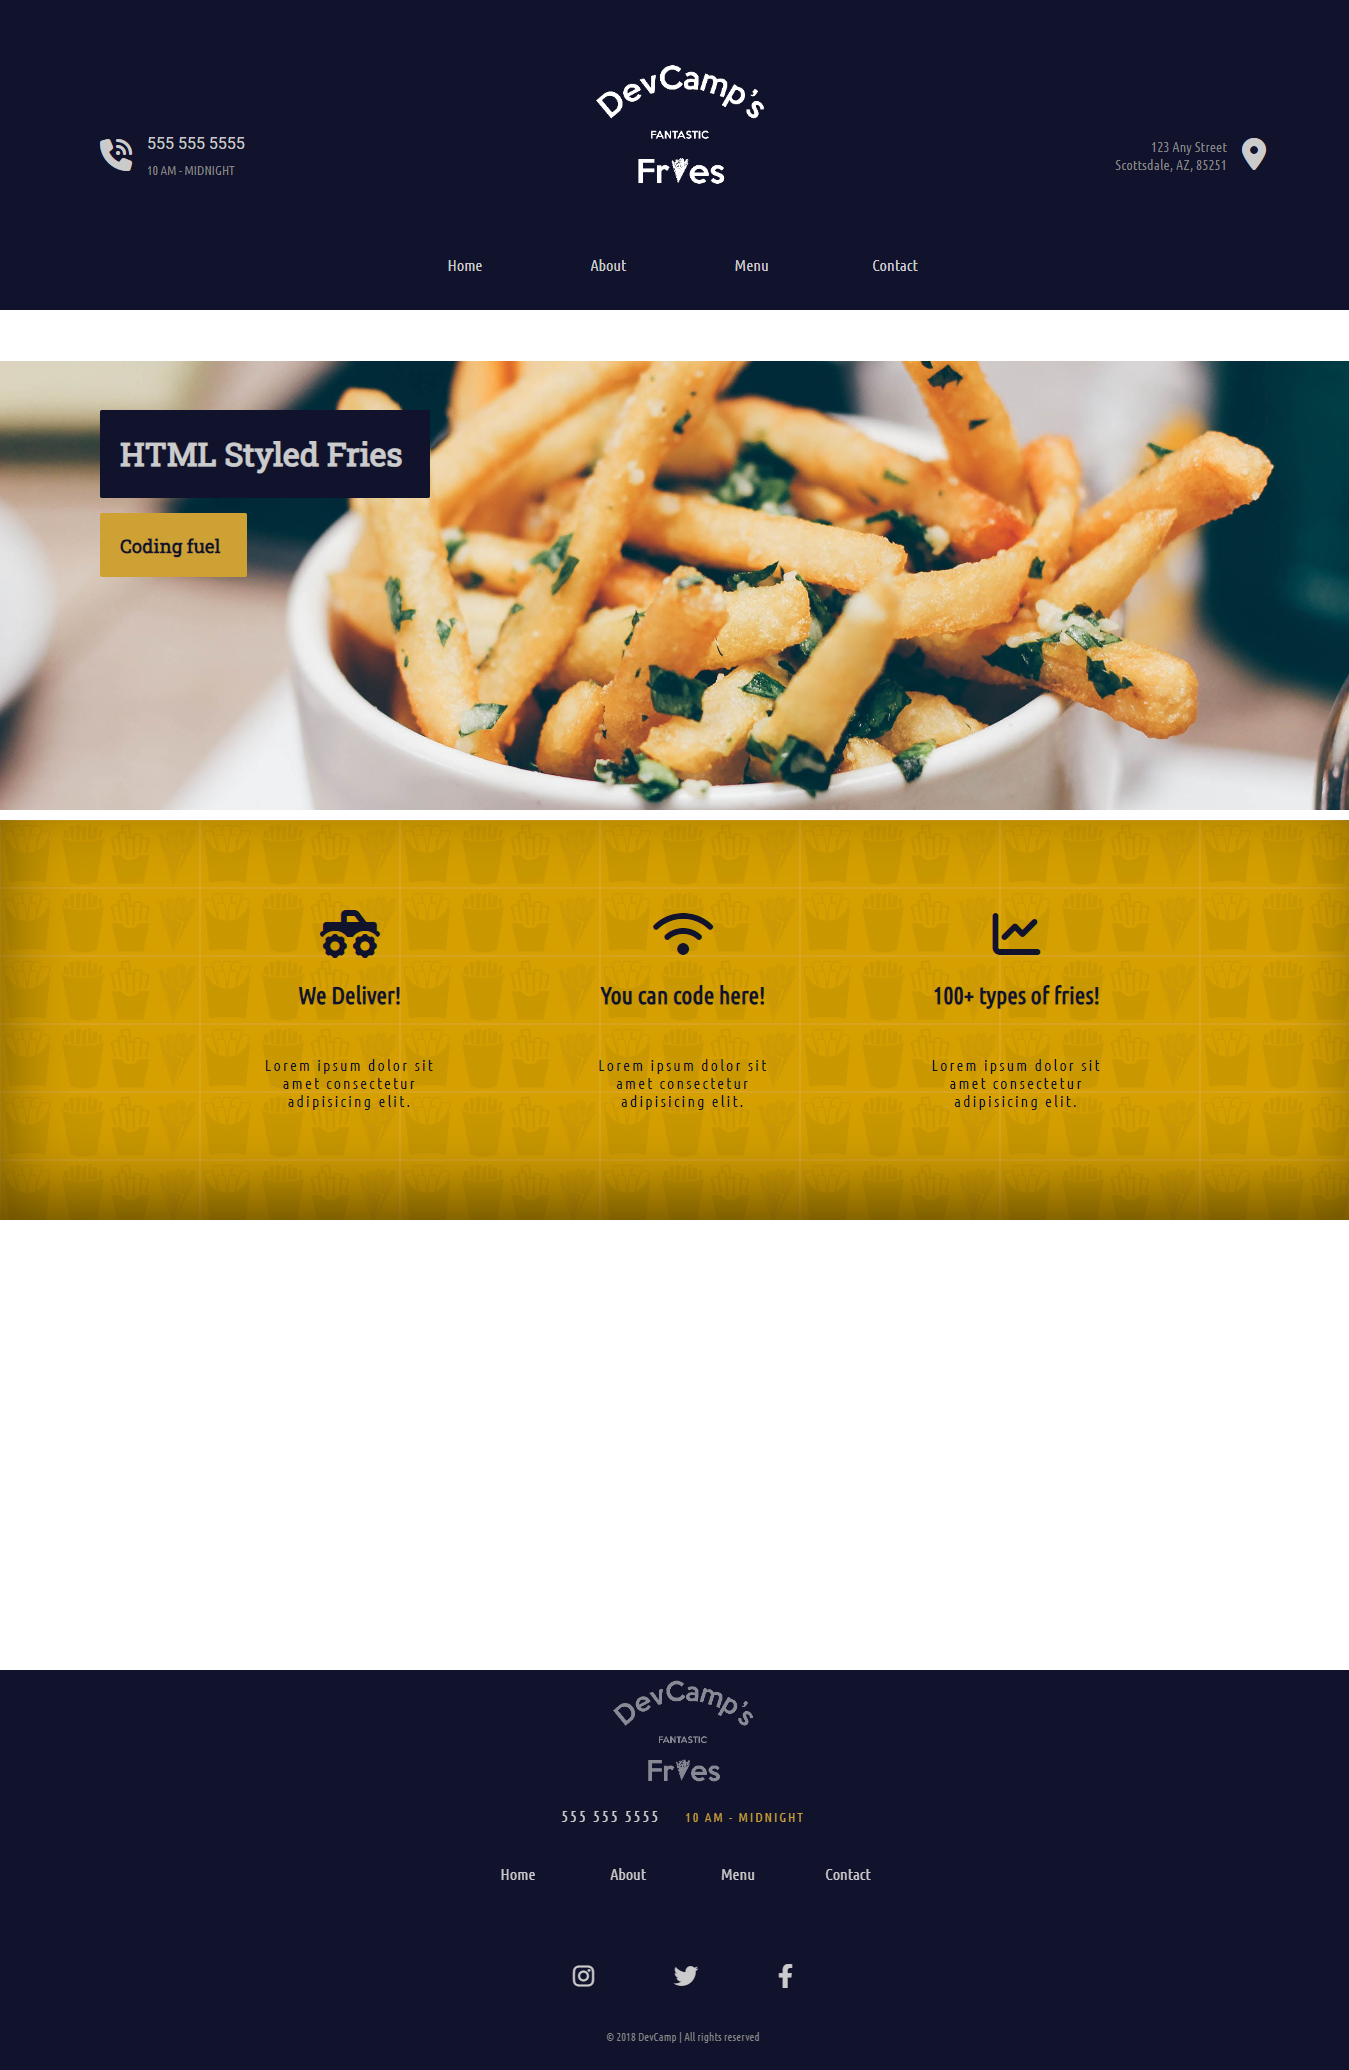 DevCamp's
FANTASTIC
Fries
555 555 5555
10 AM - MIDNIGHT
123 Any Street
Scottsdale, AZ, 85251
Home
About
Menu
Contact
HTML Styled Fries
Coding fuel
We Deliver!
Lorem ipsum dolor sit
amet consectetur
adipisicing elit.
You can code here!
Lorem ipsum dolor sit
amet consectetur
adipisicing elit.
100+ types of fries!
Lorem ipsum dolor sit
amet consectetur
adipisicing elit.
DevCamp's
FANTASTIC
Fries
555 555 5555 10 AM - MIDNIGHT
Home
About
Menu
Contact
© 2018 DevCamp | All rights reserved